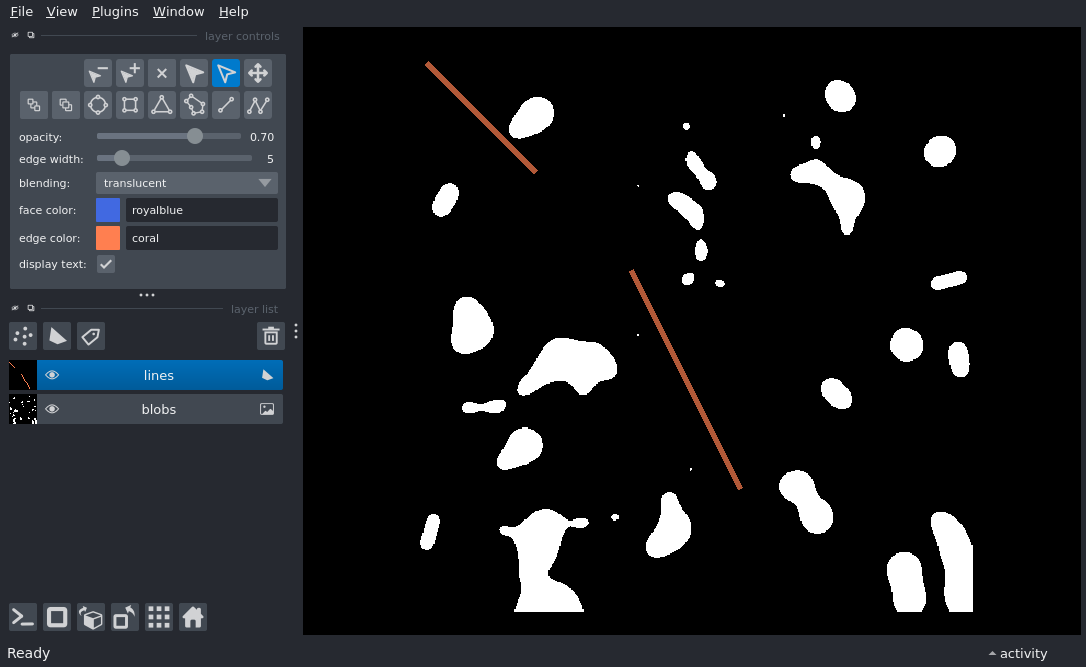 File View Plugins Window Help
layer controls
opacity: 0.70
edge width: 5
blending: translucent
face color: royalblue
edge color: coral
display text:
layer list
lines
blobs
Ready
activity